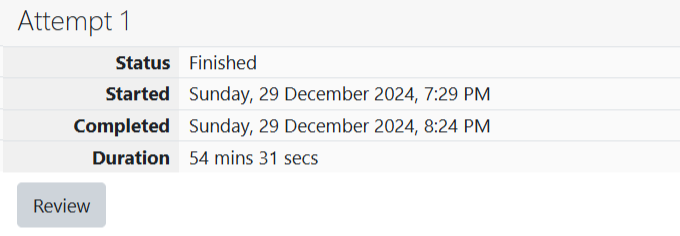 Attempt 1
Status Finished
Started Sunday, 29 December 2024, 7:29 PM
Completed Sunday, 29 December 2024, 8:24 PM
Duration 54 mins 31 secs
Review